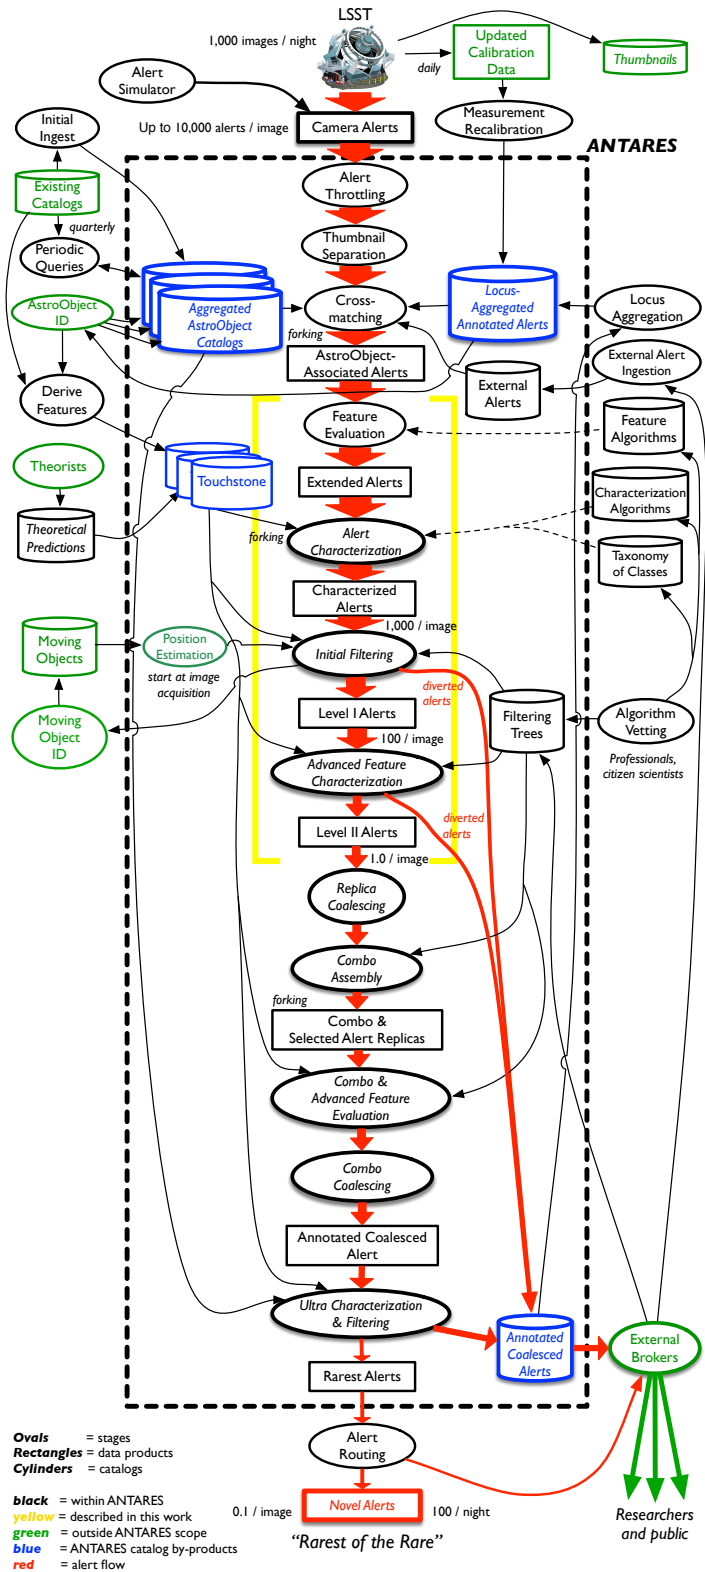 LSST
1,000 images / night
daily
Updated
Calibration
Data
Thumbnails
Alert
Simulator
Up to 10,000 alerts / image
Camera Alerts
Measurement
Recalibration
Initial
Ingest
ANTARES
Existing
Catalogs
Alert
Throttling
quarterly
Periodic
Queries
Thumbnail
Separation
AstroObject
ID
Aggregated
AstroObject
Catalogs
Cross-
matching
Locus-
Aggregated
Annotated Alerts
Locus
Aggregation
forking
AstroObject-
Associated Alerts
External
Alerts
External Alert
Ingestion
Derive
Features
Feature
Evaluation
Feature
Algorithms
Theorists
Touchstone
Extended Alerts
Characterization
Algorithms
Theoretical
Predictions
forking
Alert
Characterization
Taxonomy
of Classes
Characterized
Alerts
1,000 / image
Moving
Objects
Position
Estimation
start at image
acquisition
Initial Filtering
diverted
alerts
Moving
Object
ID
Level I Alerts
Filtering
Trees
Algorithm
Vetting
100 / image
Professionals,
citizen scientists
Advanced Feature
Characterization
diverted
alerts
Level II Alerts
1.0 / image
Replica
Coalescing
Combo
Assembly
forking
Combo &
Selected Alert Replicas
Combo &
Advanced Feature
Evaluation
Combo
Coalescing
Annotated Coalesced
Alert
Ultra Characterization
& Filtering
Annotated
Coalesced
Alerts
External
Brokers
Rarest Alerts
Alert
Routing
Ovals = stages
Rectangles = data products
Cylinders = catalogs
black = within ANTARES
yellow = described in this work
green = outside ANTARES scope
blue = ANTARES catalog by-products
red = alert flow
0.1 / image
Novel Alerts
100 / night
"Rarest of the Rare"
Researchers
and public